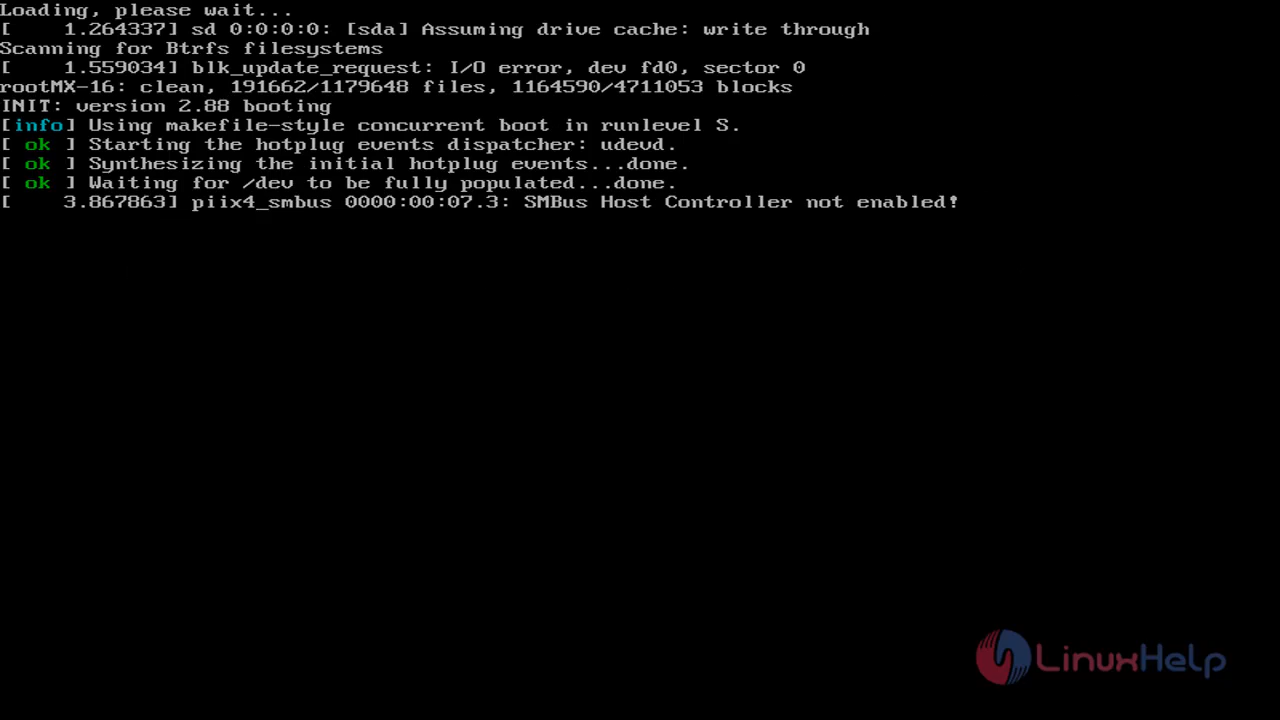 Loading, please wait...
[    1.264337] sd 0:0:0:0: [sda] Assuming drive cache: write through
Scanning for Btrfs filesystems
[    1.559034] blk_update_request: I/O error, dev fd0, sector 0
rootMX-16: clean, 191662/1179648 files, 1164590/4711053 blocks
INIT: version 2.88 booting
[info] Using makefile-style concurrent boot in runlevel S.
[ ok ] Starting the hotplug events dispatcher: udevd.
[ ok ] Synthesizing the initial hotplug events...done.
[ ok ] Waiting for /dev to be fully populated...done.
[    3.867863] piix4_smbus 0000:00:07.3: SMBus Host Controller not enabled!
LinuxHelp